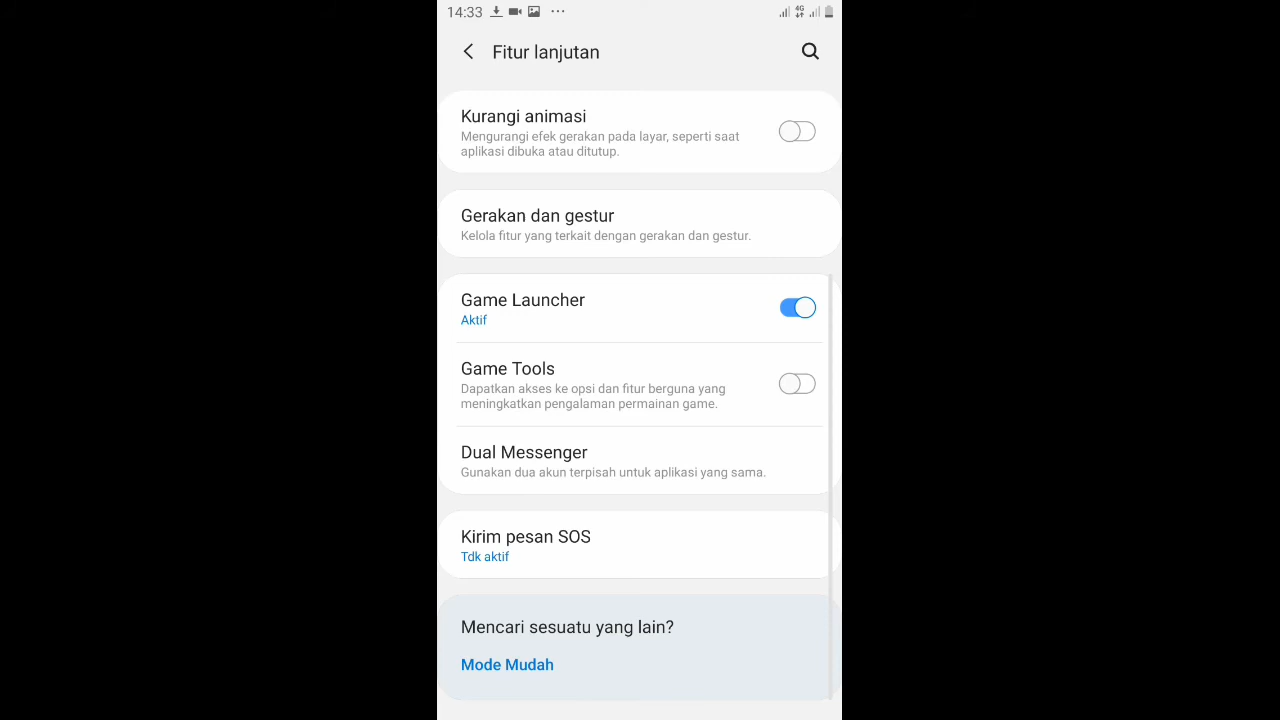 14:33
4G
Fitur lanjutan
Kurangi animasi
Mengurangi efek gerakan pada layar, seperti saat
aplikasi dibuka atau ditutup.
Gerakan dan gestur
Kelola fitur yang terkait dengan gerakan dan gestur.
Game Launcher
Aktif
Game Tools
Dapatkan akses ke opsi dan fitur berguna yang
meningkatkan pengalaman permainan game.
Dual Messenger
Gunakan dua akun terpisah untuk aplikasi yang sama.
Kirim pesan SOS
Tdk aktif
Mencari sesuatu yang lain?
Mode Mudah